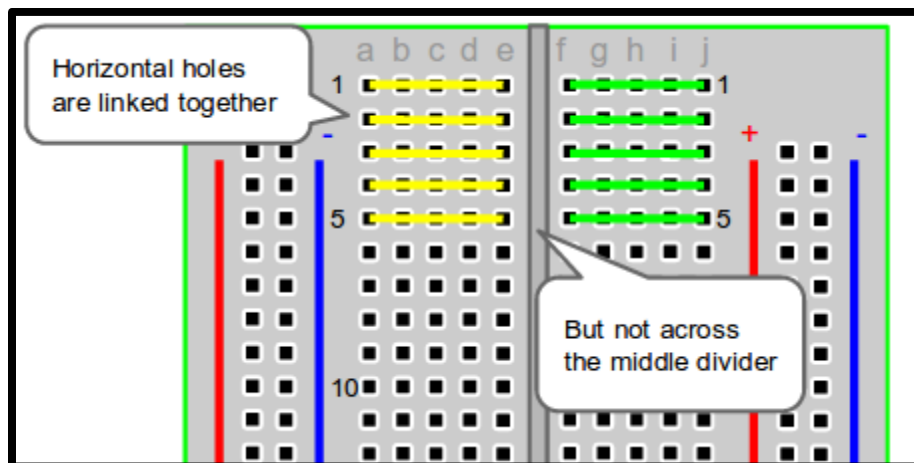 Horizontal holes
are linked together
a b c d e f g h i j
1 1
- + -
5 5
But not across
the middle divider
10